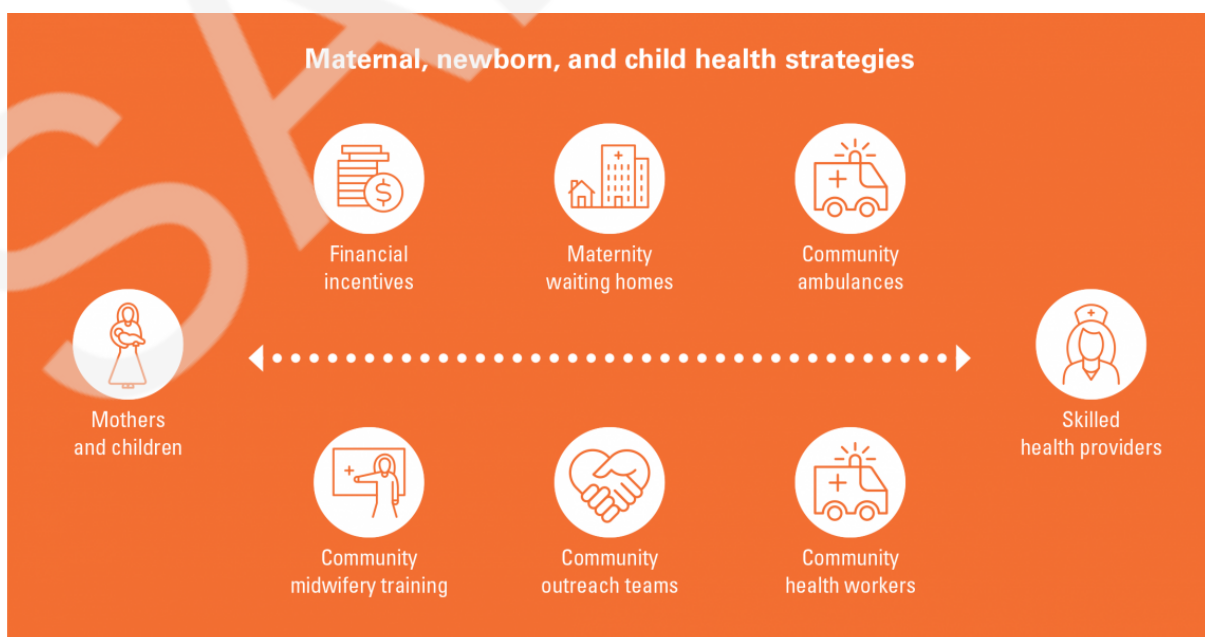 Maternal, newborn, and child health strategies
Financial
incentives
Maternity
waiting homes
Community
ambulances
Mothers
and children
Skilled
health providers
Community
midwifery training
Community
outreach teams
Community
health workers